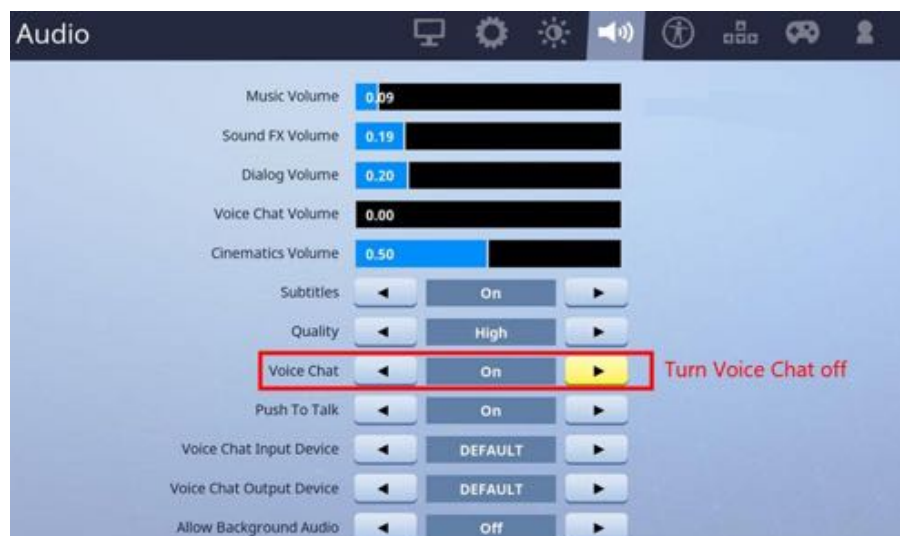 Audio
Music Volume 0.09
Sound FX Volume 0.19
Dialog Volume 0.20
Voice Chat Volume 0.00
Cinematics Volume 0.50
Subtitles On
Quality High
Voice Chat On Turn Voice Chat off
Push To Talk On
Voice Chat Input Device DEFAULT
Voice Chat Output Device DEFAULT
Allow Background Audio Off